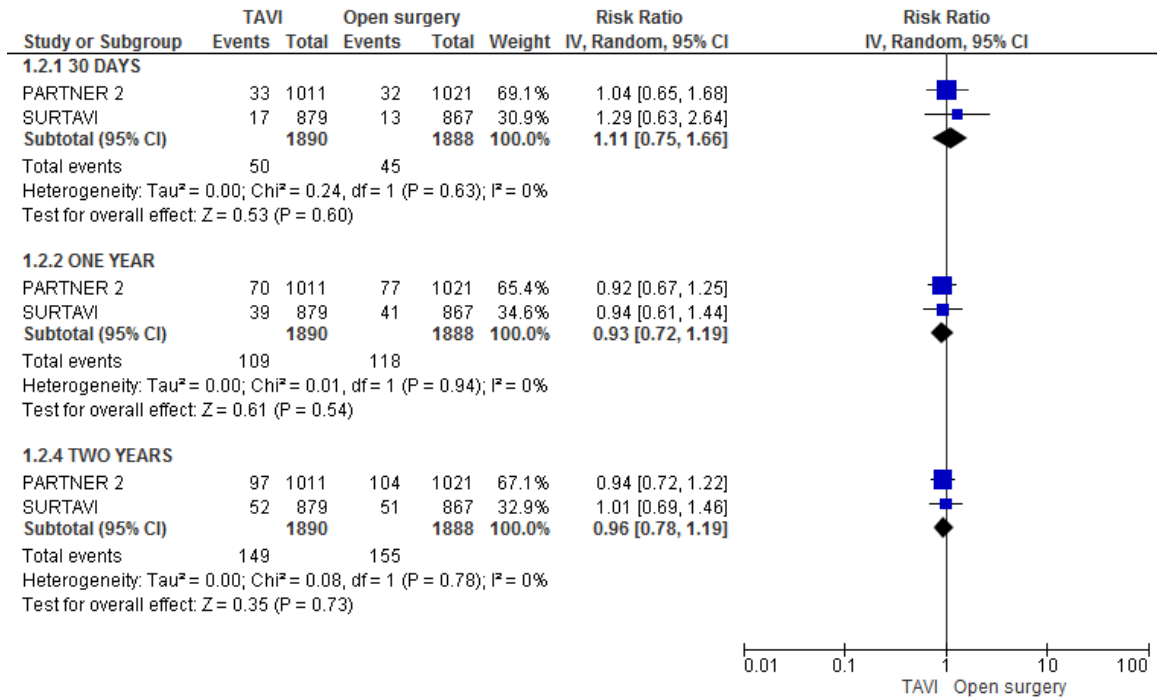 TAVI Open surgery Risk Ratio Risk Ratio
Study or Subgroup Events Total Events Total Weight IV, Random, 95% CI IV, Random, 95% CI
1.2.1 30 DAYS
PARTNER 2 33 1011 32 1021 69.1% 1.04 [0.65, 1.68]
SURTAVI 17 879 13 867 30.9% 1.29 [0.63, 2.64]
Subtotal (95% CI) 1890 1888 100.0% 1.11 [0.75, 1.66]
Total events 50 45
Heterogeneity: Tau² = 0.00; Chi² = 0.24, df = 1 (P = 0.63); I² = 0%
Test for overall effect: Z = 0.53 (P = 0.60)
1.2.2 ONE YEAR
PARTNER 2 70 1011 77 1021 65.4% 0.92 [0.67, 1.25]
SURTAVI 39 879 41 867 34.6% 0.94 [0.61, 1.44]
Subtotal (95% CI) 1890 1888 100.0% 0.93 [0.72, 1.19]
Total events 109 118
Heterogeneity: Tau² = 0.00; Chi² = 0.01, df = 1 (P = 0.94); I² = 0%
Test for overall effect: Z = 0.61 (P = 0.54)
1.2.4 TWO YEARS
PARTNER 2 97 1011 104 1021 67.1% 0.94 [0.72, 1.22]
SURTAVI 52 879 51 867 32.9% 1.01 [0.69, 1.46]
Subtotal (95% CI) 1890 1888 100.0% 0.96 [0.78, 1.19]
Total events 149 155
Heterogeneity: Tau² = 0.00; Chi² = 0.08, df = 1 (P = 0.78); I² = 0%
Test for overall effect: Z = 0.35 (P = 0.73)
0.01 0.1 1 10 100
TAVI Open surgery